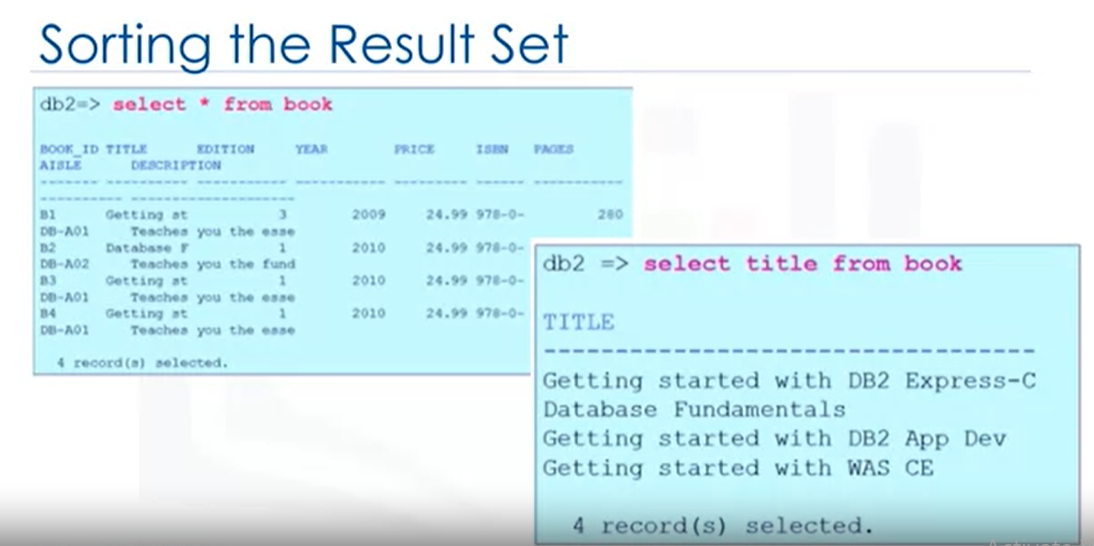 Sorting the Result Set
db2=> select * from book
BOOK_ID TITLE EDITION YEAR PRICE ISBN PAGES
AISLE DESCRIPTION
------- ---------- ----------- ----------- --------- ------ -----------
---------- --------------------
B1 Getting st 3 2009 24.99 978-0- 280
DB-A01 Teaches you the esse
B2 Database F 1 2010 24.99 978-0-
DB-A02 Teaches you the fund
B3 Getting st 1 2010 24.99 978-0-
DB-A01 Teaches you the esse
B4 Getting st 1 2010 24.99 978-0-
DB-A01 Teaches you the esse
4 record(s) selected.
db2 => select title from book
TITLE
-----------------------------------
Getting started with DB2 Express-C
Database Fundamentals
Getting started with DB2 App Dev
Getting started with WAS CE
4 record(s) selected.